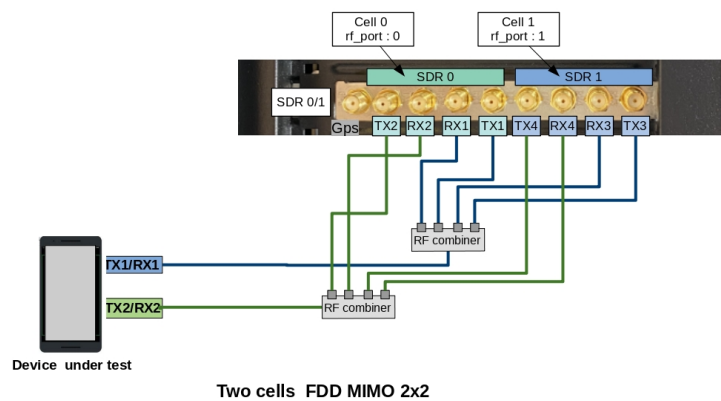 Cell 0
rf_port : 0
Cell 1
rf_port : 1
SDR 0
SDR 1
SDR 0/1
Gps
TX2
RX2
RX1
TX1
TX4
RX4
RX3
TX3
RF combiner
TX1/RX1
TX2/RX2
RF combiner
Device under test
Two cells FDD MIMO 2x2